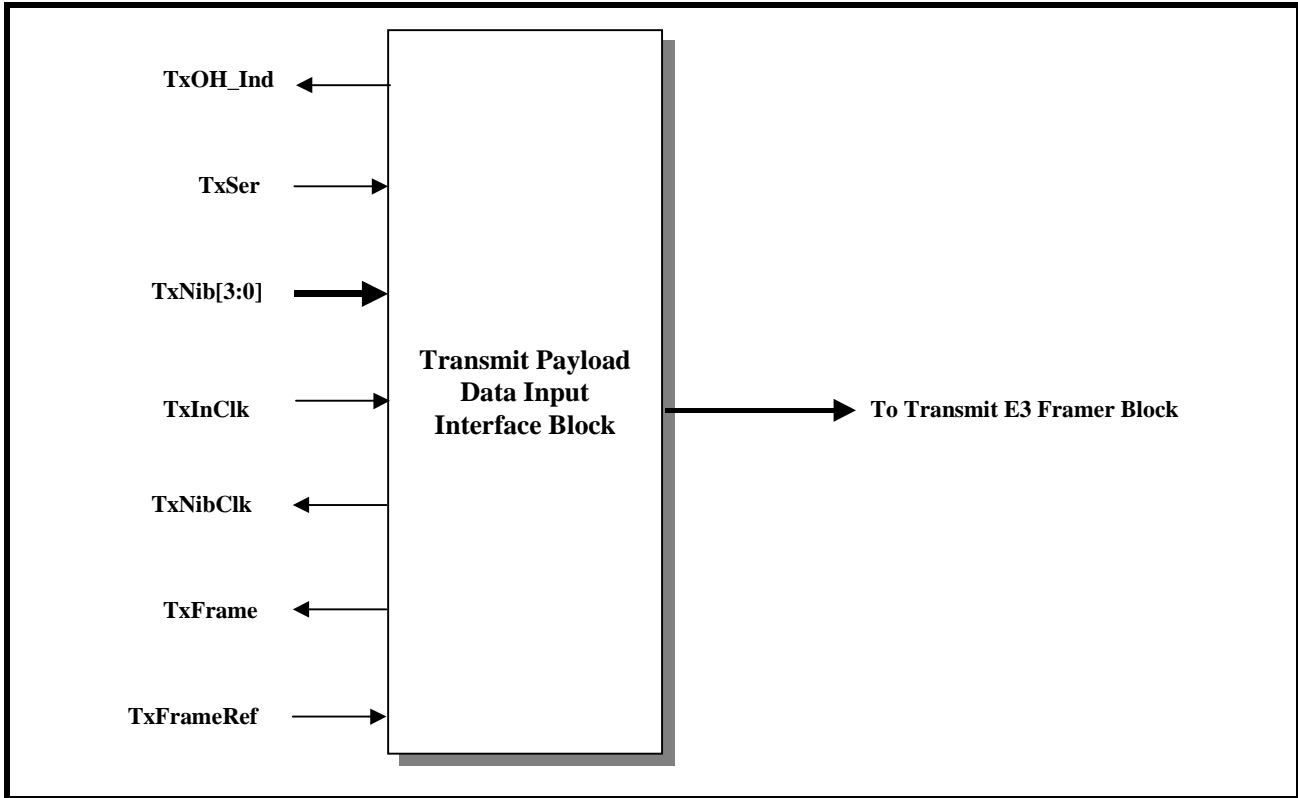 TxOH_Ind
TxSer
TxNib[3:0]
TxInClk
TxNibClk
TxFrame
TxFrameRef
Transmit Payload
Data Input
Interface Block
To Transmit E3 Framer Block